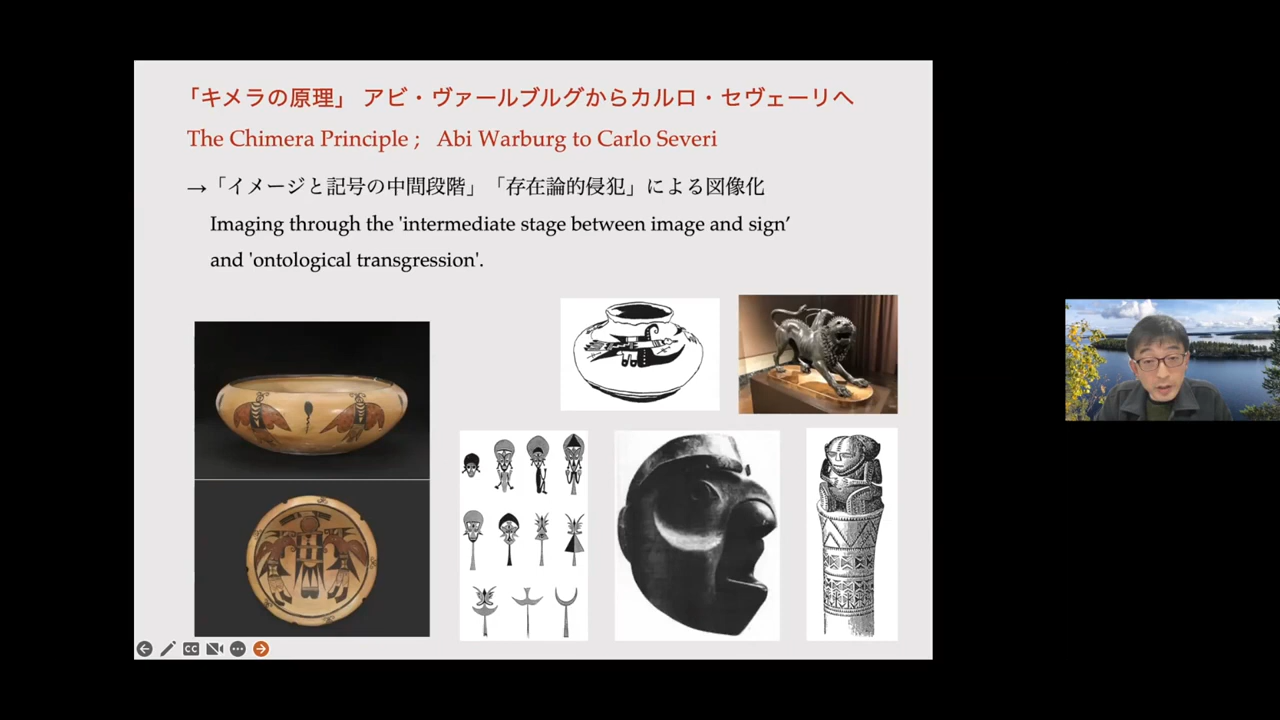 「キメラの原理」 アビ・ヴァールブルグからカルロ・セヴェーリへ
The Chimera Principle ; Abi Warburg to Carlo Severi
→「イメージと記号の中間段階」「存在論的侵犯」による図像化
Imaging through the 'intermediate stage between image and sign’
and 'ontological transgression'.
CC